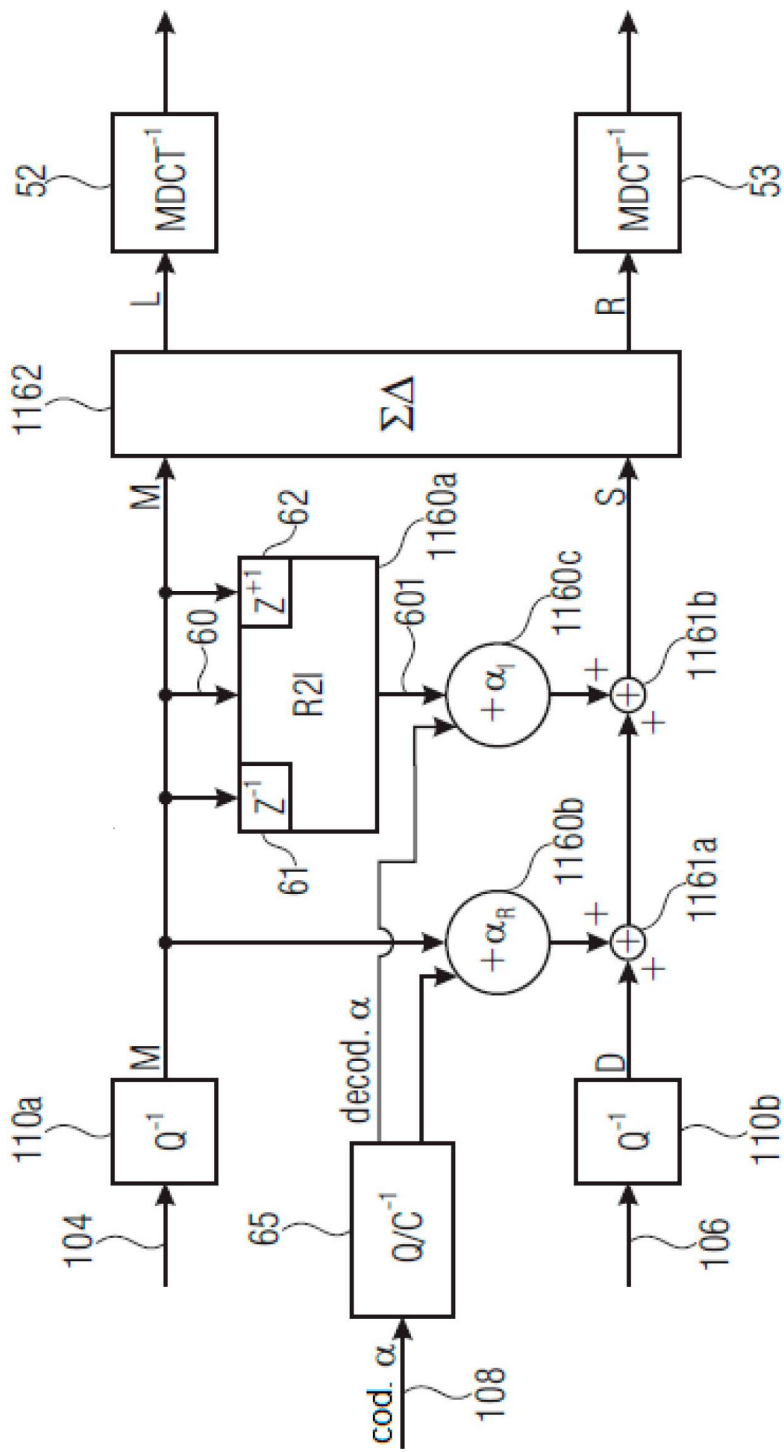 110a
Q⁻¹
104
M
M
1162
L
52
MDCT⁻¹
60
Z⁻¹
R2I
Z⁺¹
61
62
1160a
601
ΣΔ
65
Q/C⁻¹
decod. α
cod. α
108
+ α_R
1160b
+ α_I
1160c
+
+
110b
Q⁻¹
106
D
+
+
1161a
+
+
1161b
S
R
53
MDCT⁻¹